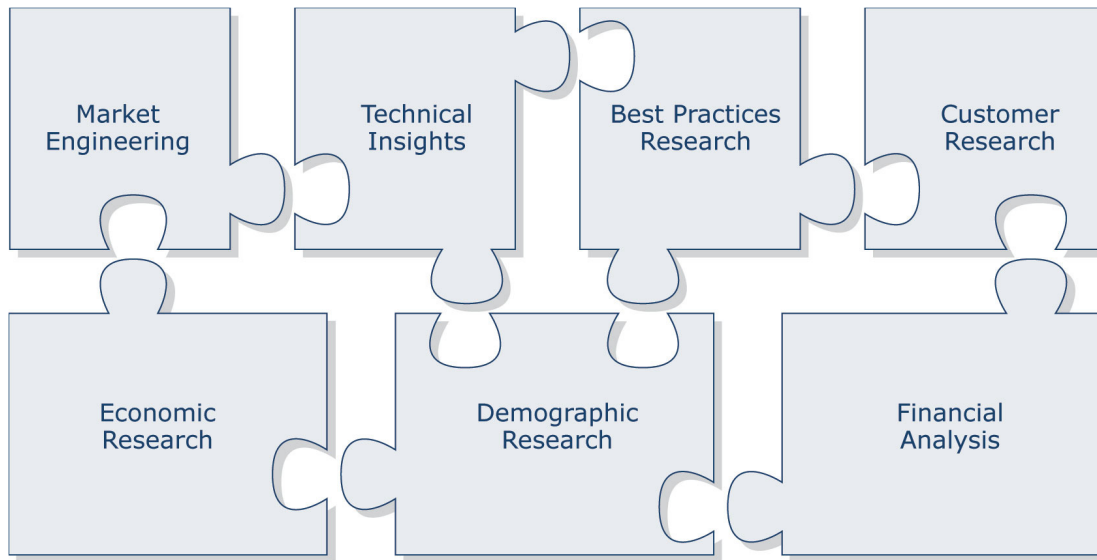 Market
Engineering
Technical
Insights
Best Practices
Research
Customer
Research
Economic
Research
Demographic
Research
Financial
Analysis